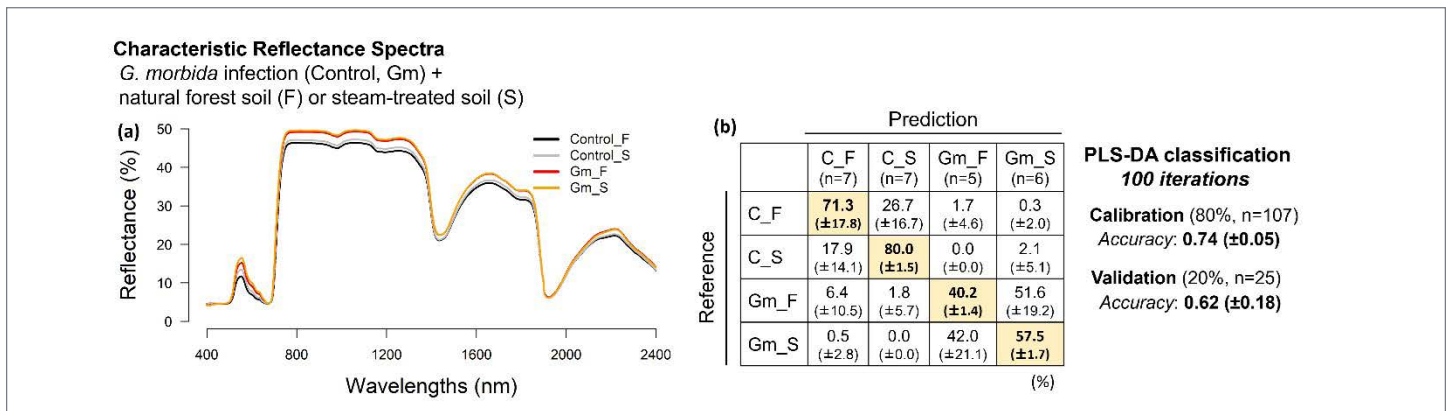 Characteristic Reflectance Spectra
G. morbida infection (Control, Gm) +
natural forest soil (F) or steam-treated soil (S)
(a)
Reflectance (%)
50
40
30
20
10
0
400 800 1200 1600 2000 2400
Wavelengths (nm)
Control_F
Control_S
Gm_F
Gm_S
(b)
Prediction
Reference
C_F C_S Gm_F Gm_S
(n=7) (n=7) (n=5) (n=6)
C_F 71.3 26.7 1.7 0.3
(±17.8) (±16.7) (±4.6) (±2.0)
C_S 17.9 80.0 0.0 2.1
(±14.1) (±1.5) (±0.0) (±5.1)
Gm_F 6.4 1.8 40.2 51.6
(±10.5) (±5.7) (±1.4) (±19.2)
Gm_S 0.5 0.0 42.0 57.5
(±2.8) (±0.0) (±21.1) (±1.7)
(%)
PLS-DA classification
100 iterations
Calibration (80%, n=107)
Accuracy: 0.74 (±0.05)
Validation (20%, n=25)
Accuracy: 0.62 (±0.18)